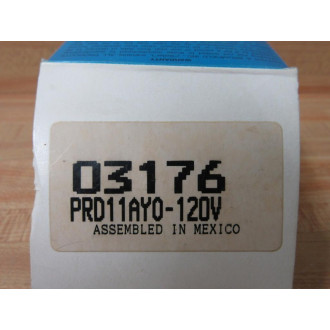 03176
PRD11AY0-120V
ASSEMBLED IN MEXICO